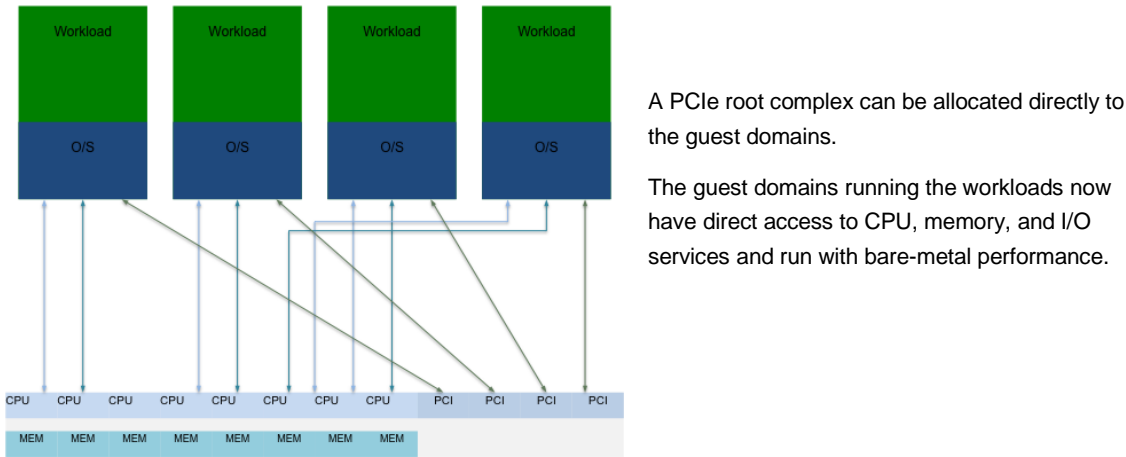 Workload Workload Workload Workload
O/S O/S O/S O/S
A PCIe root complex can be allocated directly to
the guest domains.
The guest domains running the workloads now
have direct access to CPU, memory, and I/O
services and run with bare-metal performance.
CPU CPU CPU CPU CPU CPU CPU CPU PCI PCI PCI PCI
MEM MEM MEM MEM MEM MEM MEM MEM